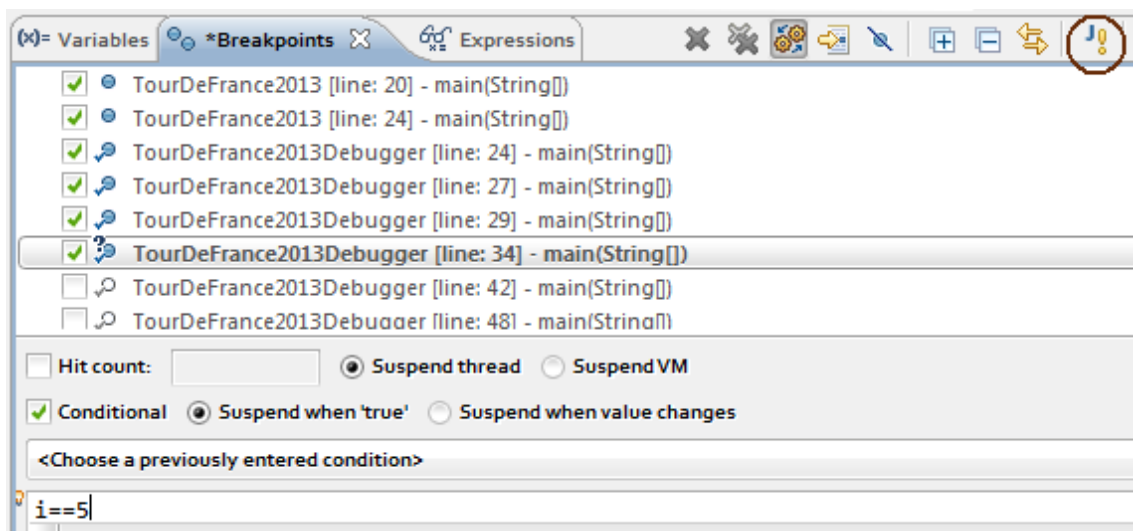 (x)= Variables *Breakpoints Expressions J!
TourDeFrance2013 [line: 20] - main(String[])
TourDeFrance2013 [line: 24] - main(String[])
TourDeFrance2013Debugger [line: 24] - main(String[])
TourDeFrance2013Debugger [line: 27] - main(String[])
TourDeFrance2013Debugger [line: 29] - main(String[])
TourDeFrance2013Debugger [line: 34] - main(String[])
TourDeFrance2013Debugger [line: 42] - main(String[])
TourDeFrance2013Debugger [line: 48] - main(String[])
Hit count: Suspend thread Suspend VM
Conditional Suspend when 'true' Suspend when value changes
<Choose a previously entered condition>
i==5